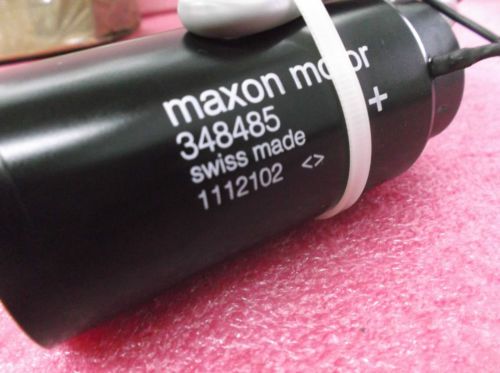 maxon motor
348485
swiss made
1112102 <>
+